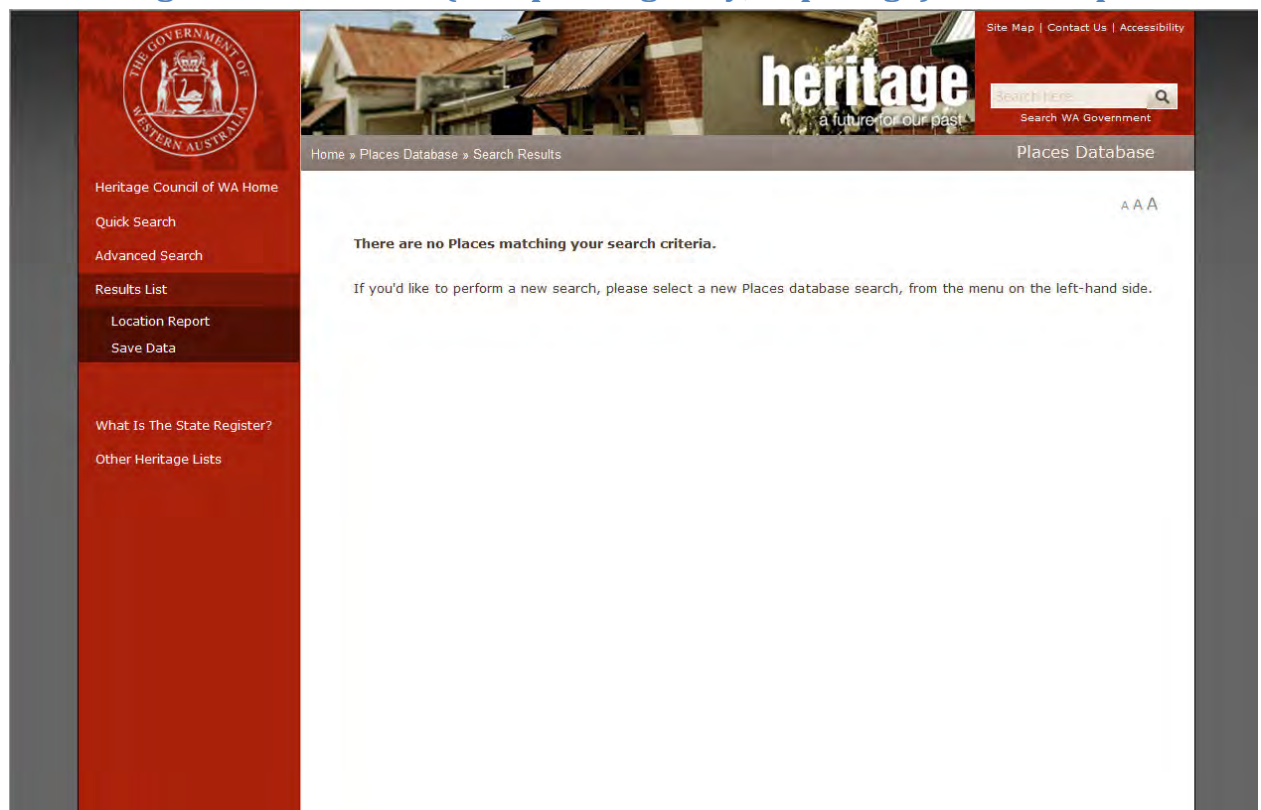 THE GOVERNMENT OF
WESTERN AUSTRALIA
heritage
a future for our past
Site Map | Contact Us | Accessibility
Search here
Search WA Government
Home » Places Database » Search Results
Places Database
Heritage Council of WA Home
Quick Search
Advanced Search
Results List
Location Report
Save Data
What Is The State Register?
Other Heritage Lists
A A A
There are no Places matching your search criteria.
If you'd like to perform a new search, please select a new Places database search, from the menu on the left-hand side.